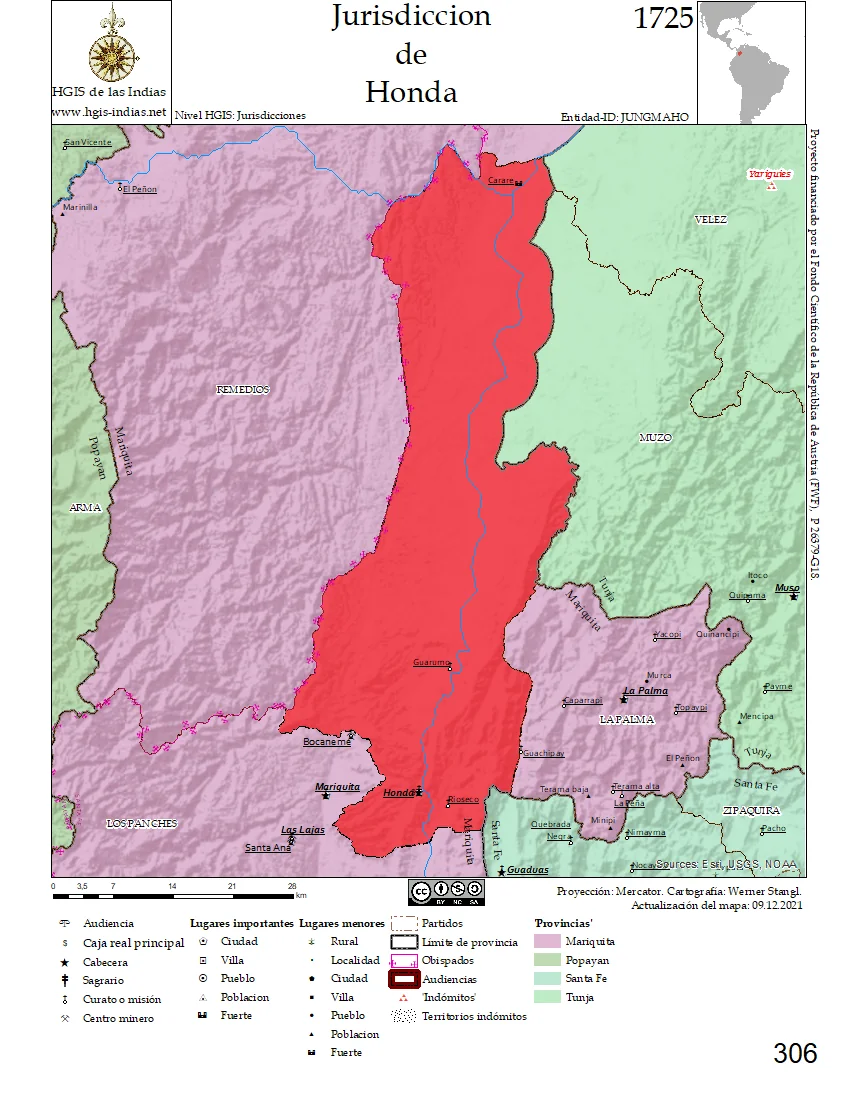 Jurisdiccion
de
Honda
1725
HGIS de las Indias
www.hgis-indias.net
Nivel HGIS: Jurisdicciones
Entidad-ID: JUNGMAHO
San Vicente
El Peñon
Marinilla
Carare
Yariguies
VELEZ
REMEDIOS
Mariquita
Popayan
ARMA
MUZO
Itoco
Muso
Quipama
Tunja
Mariquita
Yacopi
Quinancipi
Guarumo
Murca
La Palma
Payme
Caparrapi
Topaypi
LA PALMA
Mencipa
Bocaneme
Guachipay
El Peñon
Tunja
Santa Fe
Mariquita
Honda
Rioseco
Terama baja
Terama alta
La Peña
ZIPAQUIRA
LOS PANCHES
Las Lajas
Santa Ana
Mariquita
Santa Fe
Quebrada
Negra
Minipi
Nimayma
Pacho
Guaduas
Nocay
Sources: Esri, USGS, NOAA
Proyecto financiado por el Fondo Científico de la República de Austria (FWF), P 26379-G18
0 3,5 7 14 21 28
km
CC BY NC SA
Proyección: Mercator. Cartografía: Werner Stangl.
Actualización del mapa: 09.12.2021
Audiencia
Caja real principal
Cabecera
Sagrario
Curato o misión
Centro minero
Lugares importantes
Ciudad
Villa
Pueblo
Poblacion
Fuerte
Lugares menores
Rural
Localidad
Ciudad
Villa
Pueblo
Poblacion
Fuerte
Partidos
Límite de provincia
Obispados
Audiencias
'Indómitos'
Territorios indómitos
'Provincias'
Mariquita
Popayan
Santa Fe
Tunja
306